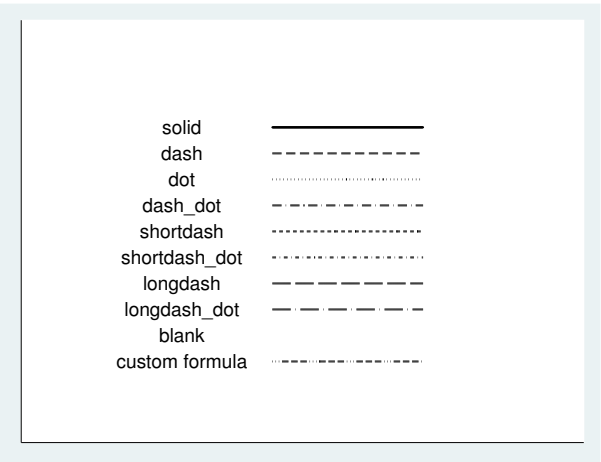 solid
dash
dot
dash_dot
shortdash
shortdash_dot
longdash
longdash_dot
blank
custom formula